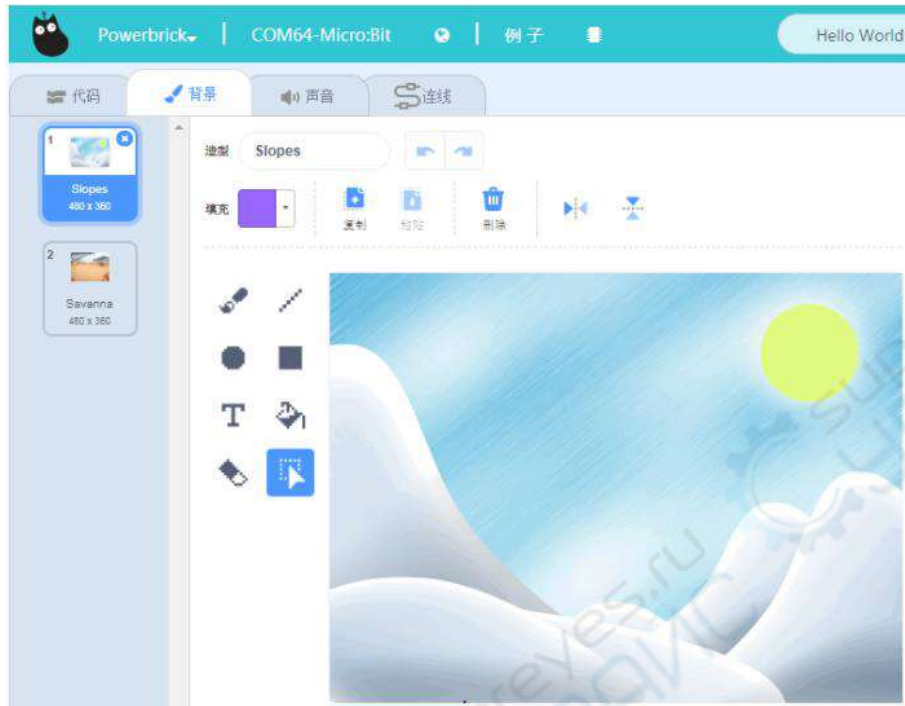 Powerbrick
COM64-Micro:Bit
例子
Hello World
代码
背景
声音
连线
1
Slopes
480 x 360
2
Savanna
480 x 360
造型
Slopes
填充
复制
粘贴
删除
T